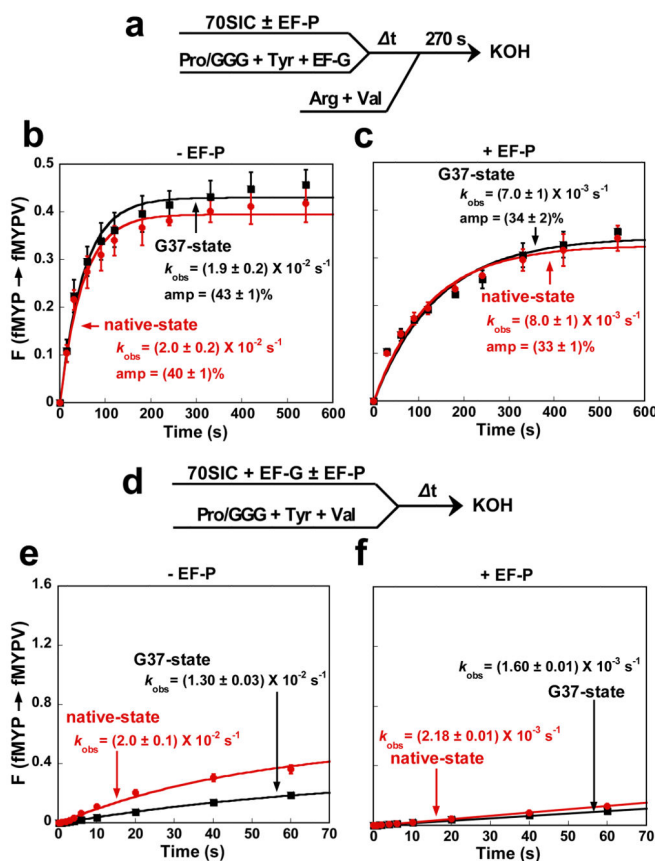 a
70SIC ± EF-P
Pro/GGG + Tyr + EF-G
Δt
270 s
KOH
Arg + Val
b
- EF-P
F (fMYP → fMYPV)
0.5
0.4
0.3
0.2
0.1
0
G37-state
k obs = (1.9 ± 0.2) X 10⁻² s⁻¹
amp = (43 ± 1)%
native-state
k obs = (2.0 ± 0.2) X 10⁻² s⁻¹
amp = (40 ± 1)%
0 100 200 300 400 500 600
Time (s)
c
+ EF-P
G37-state
k obs = (7.0 ± 1) X 10⁻³ s⁻¹
amp = (34 ± 2)%
native-state
k obs = (8.0 ± 1) X 10⁻³ s⁻¹
amp = (33 ± 1)%
0 100 200 300 400 500 600
Time (s)
d
70SIC + EF-G ± EF-P
Pro/GGG + Tyr + Val
Δt
KOH
e
- EF-P
F (fMYP → fMYPV)
1.6
1.2
0.8
0.4
0
G37-state
k obs = (1.30 ± 0.03) X 10⁻² s⁻¹
native-state
k obs = (2.0 ± 0.1) X 10⁻² s⁻¹
0 10 20 30 40 50 60 70
Time (s)
f
+ EF-P
k obs = (1.60 ± 0.01) X 10⁻³ s⁻¹
G37-state
k obs = (2.18 ± 0.01) X 10⁻³ s⁻¹
native-state
0 10 20 30 40 50 60 70
Time (s)